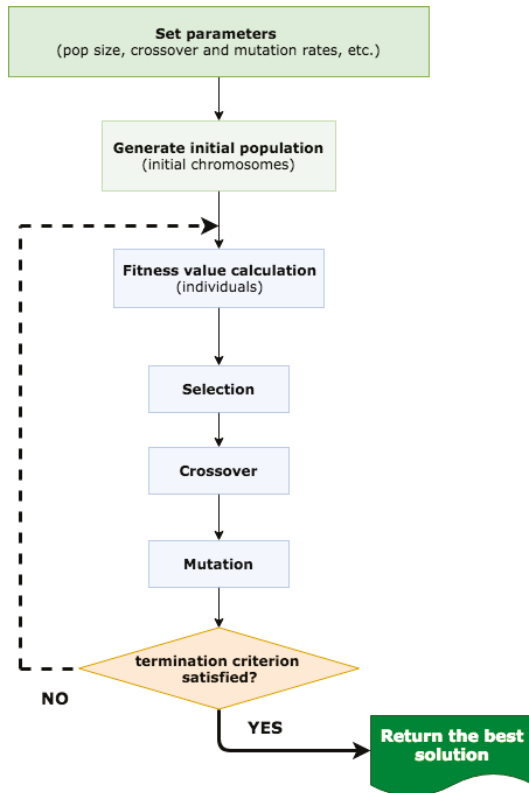 Set parameters
(pop size, crossover and mutation rates, etc.)
Generate initial population
(initial chromosomes)
Fitness value calculation
(individuals)
Selection
Crossover
Mutation
termination criterion
satisfied?
NO
YES
Return the best
solution